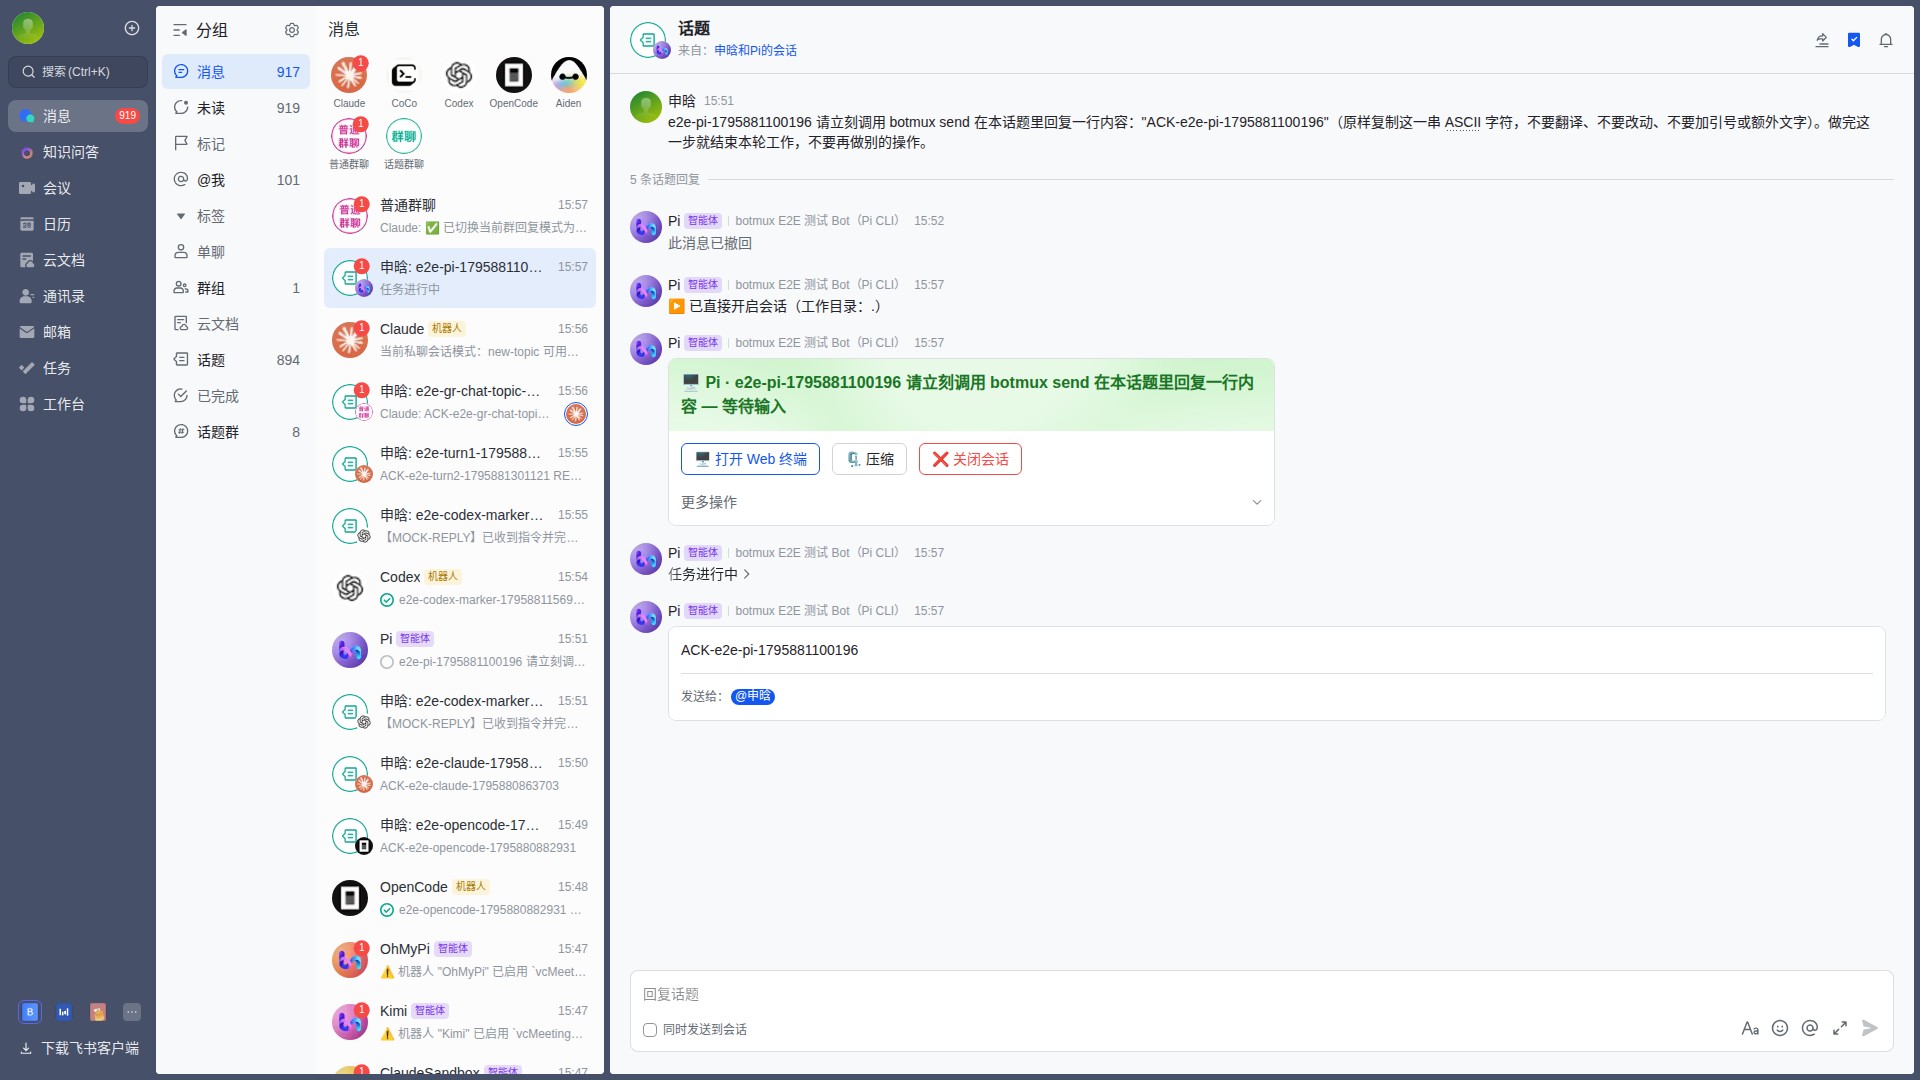 搜索 (Ctrl+K)
消息 919
知识问答
会议
日历
云文档
通讯录
邮箱
任务
工作台
下载飞书客户端
分组
消息 917
未读 919
标记
@我 101
标签
单聊
群组 1
云文档
话题 894
已完成
话题群 8
消息
1
Claude
CoCo
Codex
OpenCode
Aiden
1
普通群聊
群聊
话题群聊
普通群聊 15:57
Claude: ✅ 已切换当前群回复模式为…
申晗: e2e-pi-179588110… 15:57
任务进行中
Claude 机器人 15:56
当前私聊会话模式：new-topic 可用…
申晗: e2e-gr-chat-topic-… 15:56
Claude: ACK-e2e-gr-chat-topi…
申晗: e2e-turn1-179588… 15:55
ACK-e2e-turn2-1795881301121 RE…
申晗: e2e-codex-marker… 15:55
【MOCK-REPLY】已收到指令并完…
Codex 机器人 15:54
e2e-codex-marker-17958811569…
Pi 智能体 15:51
e2e-pi-1795881100196 请立刻调…
申晗: e2e-codex-marker… 15:51
【MOCK-REPLY】已收到指令并完…
申晗: e2e-claude-17958… 15:50
ACK-e2e-claude-1795880863703
申晗: e2e-opencode-17… 15:49
ACK-e2e-opencode-1795880882931
OpenCode 机器人 15:48
e2e-opencode-1795880882931 …
OhMyPi 智能体 15:47
⚠️ 机器人 "OhMyPi" 已启用 `vcMeet…
Kimi 智能体 15:47
⚠️ 机器人 "Kimi" 已启用 `vcMeeting…
ClaudeSandbox 智能体 15:47
话题
来自：申晗和Pi的会话
申晗 15:51
e2e-pi-1795881100196 请立刻调用 botmux send 在本话题里回复一行内容："ACK-e2e-pi-1795881100196"（原样复制这一串 ASCII 字符，不要翻译、不要改动、不要加引号或额外文字）。做完这
一步就结束本轮工作，不要再做别的操作。
5 条话题回复
Pi 智能体 botmux E2E 测试 Bot（Pi CLI） 15:52
此消息已撤回
Pi 智能体 botmux E2E 测试 Bot（Pi CLI） 15:57
▶️ 已直接开启会话（工作目录：.）
Pi 智能体 botmux E2E 测试 Bot（Pi CLI） 15:57
🖥️ Pi · e2e-pi-1795881100196 请立刻调用 botmux send 在本话题里回复一行内
容 — 等待输入
🖥️ 打开 Web 终端 🗜️ 压缩 ❌ 关闭会话
更多操作
Pi 智能体 botmux E2E 测试 Bot（Pi CLI） 15:57
任务进行中
Pi 智能体 botmux E2E 测试 Bot（Pi CLI） 15:57
ACK-e2e-pi-1795881100196
发送给： @申晗
回复话题
同时发送到会话